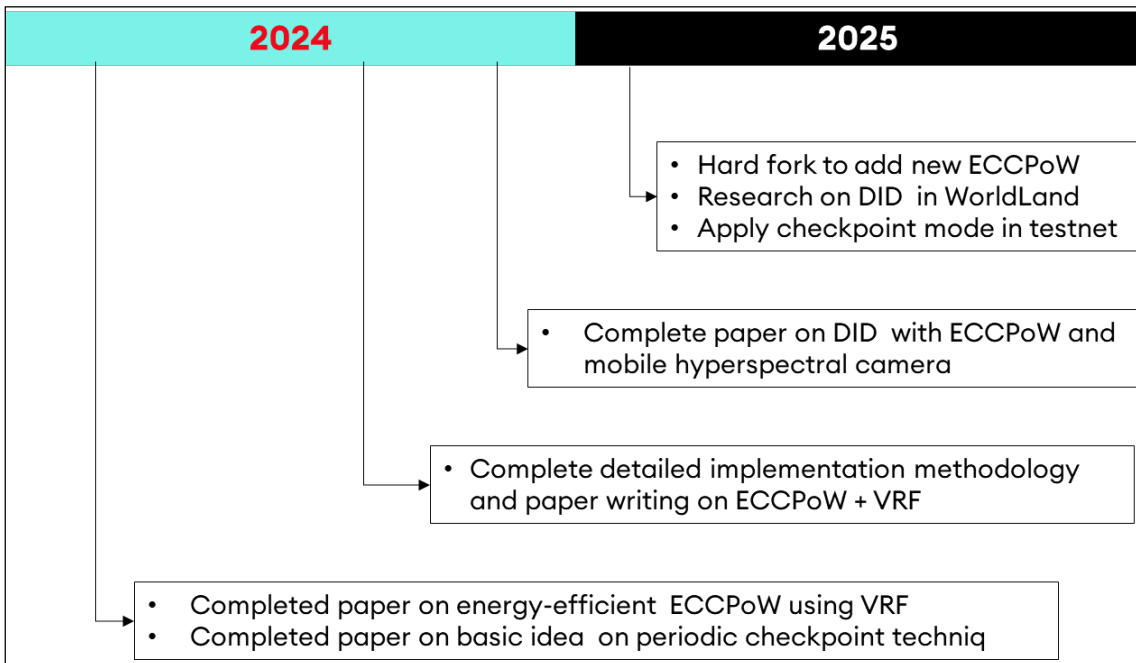 2024
2025
• Hard fork to add new ECCPoW
• Research on DID in WorldLand
• Apply checkpoint mode in testnet
• Complete paper on DID with ECCPoW and
mobile hyperspectral camera
• Complete detailed implementation methodology
and paper writing on ECCPoW + VRF
• Completed paper on energy-efficient ECCPoW using VRF
• Completed paper on basic idea on periodic checkpoint techniq